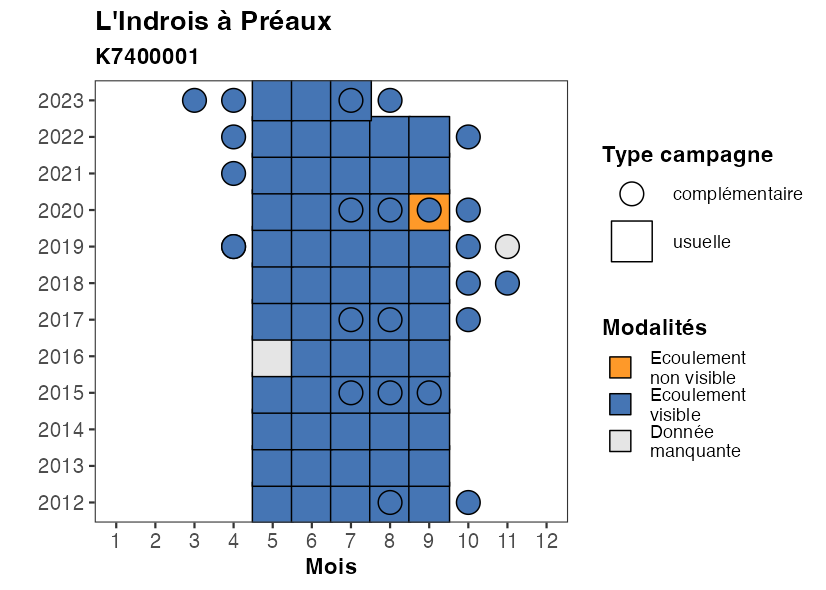 L'Indrois à Préaux
K7400001
2023
2022
2021
2020
2019
2018
2017
2016
2015
2014
2013
2012
1 2 3 4 5 6 7 8 9 10 11 12
Mois
Type campagne
complémentaire
usuelle
Modalités
Ecoulement
non visible
Ecoulement
visible
Donnée
manquante